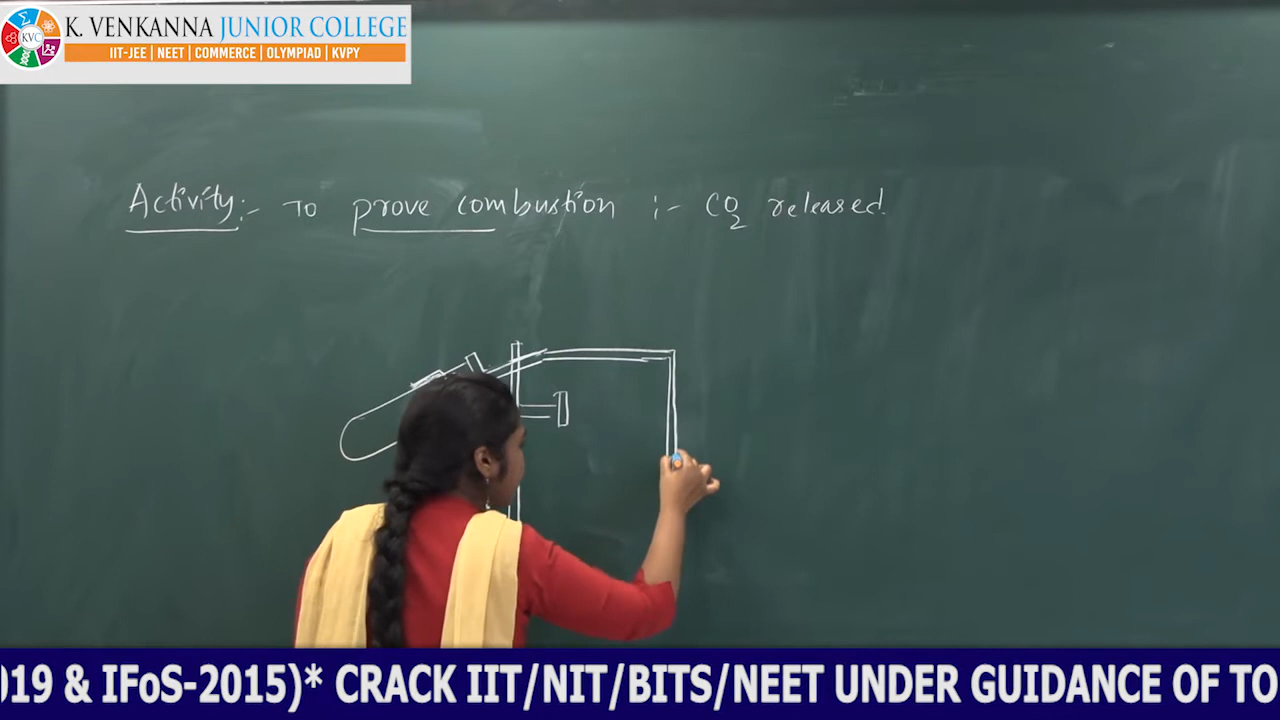 K. VENKANNA JUNIOR COLLEGE
KVC
IIT-JEE | NEET | COMMERCE | OLYMPIAD | KVPY
Activity:- To prove combustion :- CO2 released.
019 & IFoS-2015)* CRACK IIT/NIT/BITS/NEET UNDER GUIDANCE OF TO